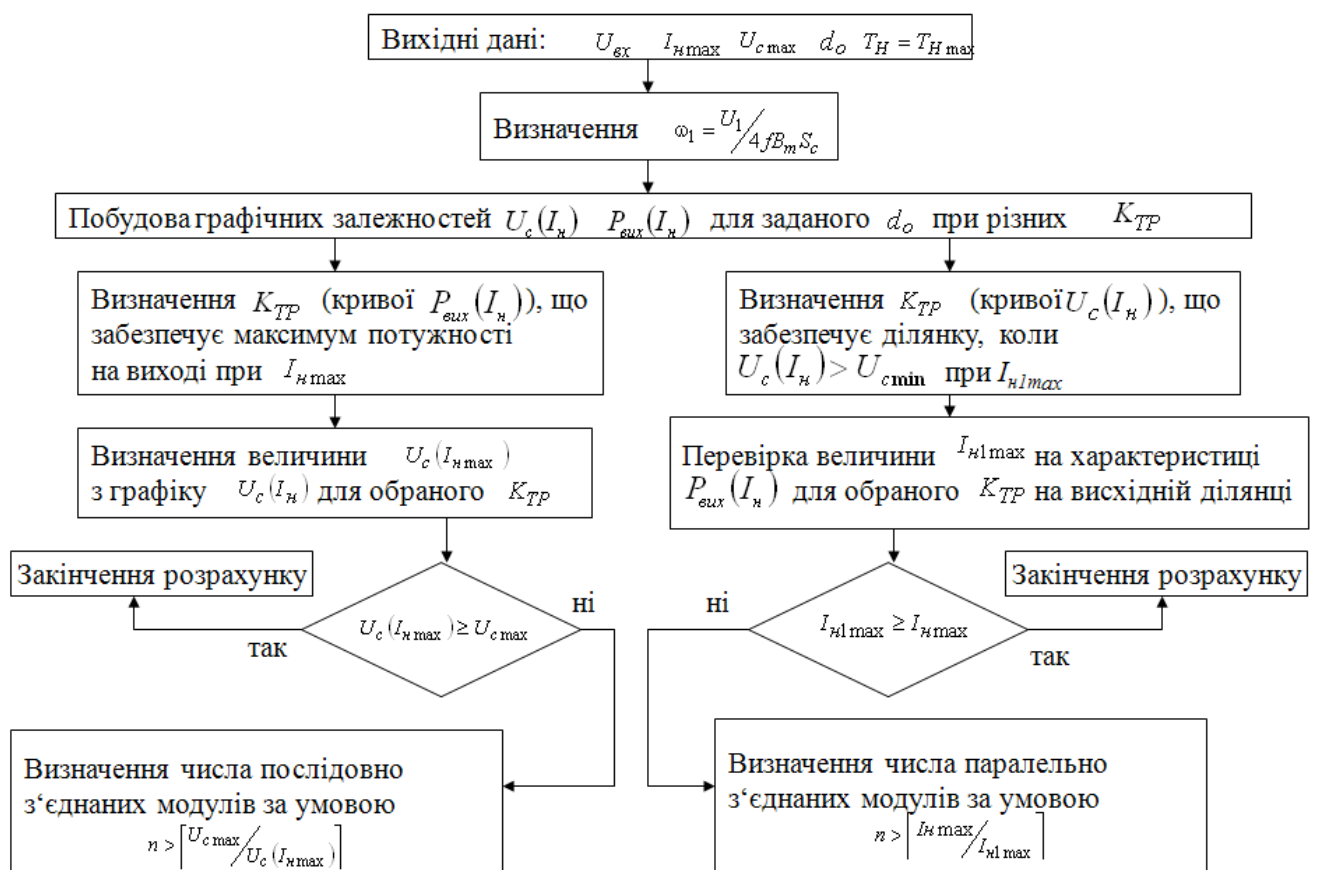 Вихідні дані: U_вх I_н max U_c max d_o T_H = T_H max
Визначення ω_1 = U_1/4fB_m S_c
Побудова графічних залежностей U_c(I_н) P_вих(I_н) для заданого d_o при різних K_TP
Визначення K_TP (кривої P_вих(I_н)), що
забезпечує максимум потужності
на виході при I_н max
Визначення K_TP (кривої U_c(I_н)), що
забезпечує ділянку, коли
U_c(I_н) > U_c min при I_н1max
Визначення величини U_c(I_н max)
з графіку U_c(I_н) для обраного K_TP
Перевірка величини I_н1 max на характеристиці
P_вих(I_н) для обраного K_TP на висхідній ділянці
Закінчення розрахунку
U_c(I_н max) ≥ U_c max
так
ні
Закінчення розрахунку
I_н1 max ≥ I_н max
ні
так
Визначення числа послідовно
з‘єднаних модулів за умовою
n > ⌈U_c max/U_c(I_н max)⌉
Визначення числа паралельно
з‘єднаних модулів за умовою
n > ⌈I_н max/I_н1 max⌉